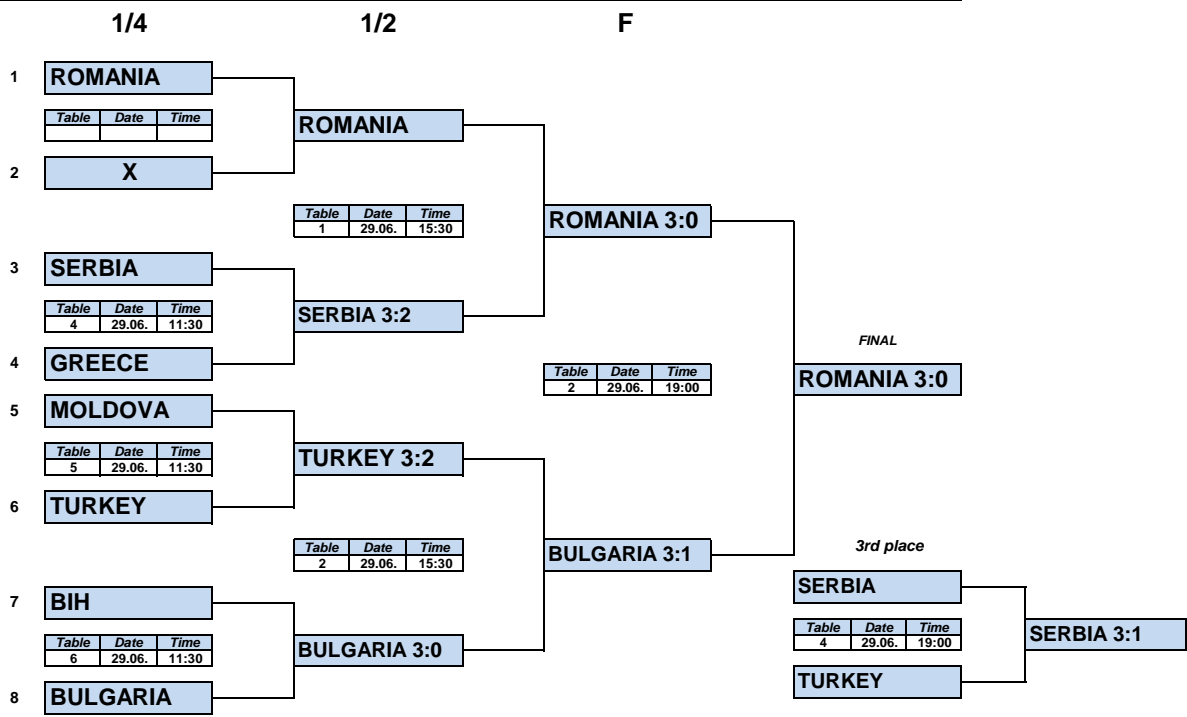 1/4 1/2 F
1 ROMANIA
Table Date Time
ROMANIA
2 X
Table Date Time
1 29.06. 15:30
ROMANIA 3:0
3 SERBIA
Table Date Time
4 29.06. 11:30
SERBIA 3:2
4 GREECE
FINAL
Table Date Time
2 29.06. 19:00
ROMANIA 3:0
5 MOLDOVA
Table Date Time
5 29.06. 11:30
TURKEY 3:2
6 TURKEY
Table Date Time
2 29.06. 15:30
BULGARIA 3:1
3rd place
SERBIA
7 BIH
Table Date Time
6 29.06. 11:30
BULGARIA 3:0
Table Date Time
4 29.06. 19:00
SERBIA 3:1
TURKEY
8 BULGARIA